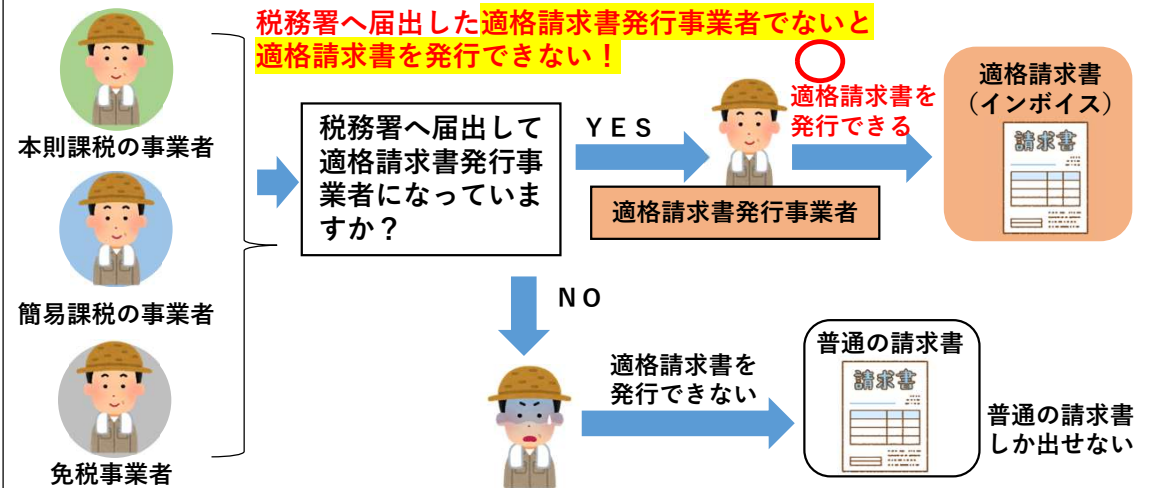 税務署へ届出した適格請求書発行事業者でないと
適格請求書を発行できない！
本則課税の事業者
簡易課税の事業者
免税事業者
税務署へ届出して
適格請求書発行事
業者になっていま
すか？
ＹＥＳ
適格請求書発行事業者
適格請求書を
発行できる
適格請求書
（インボイス）
請求書
ＮＯ
適格請求書を
発行できない
普通の請求書
請求書
普通の請求書
しか出せない